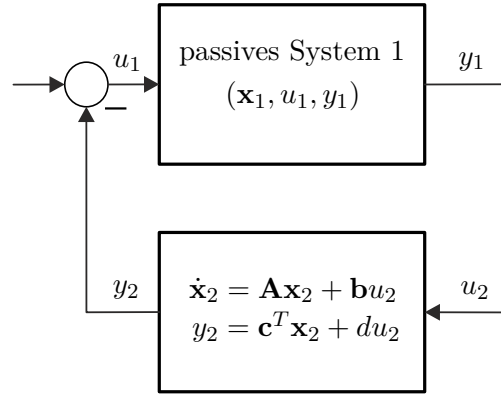 u₁
passives System 1
(𝐱₁, u₁, y₁)
y₁
−
y₂
𝐱̇₂ = 𝐀𝐱₂ + 𝐛u₂
y₂ = 𝐜ᵀ𝐱₂ + du₂
u₂